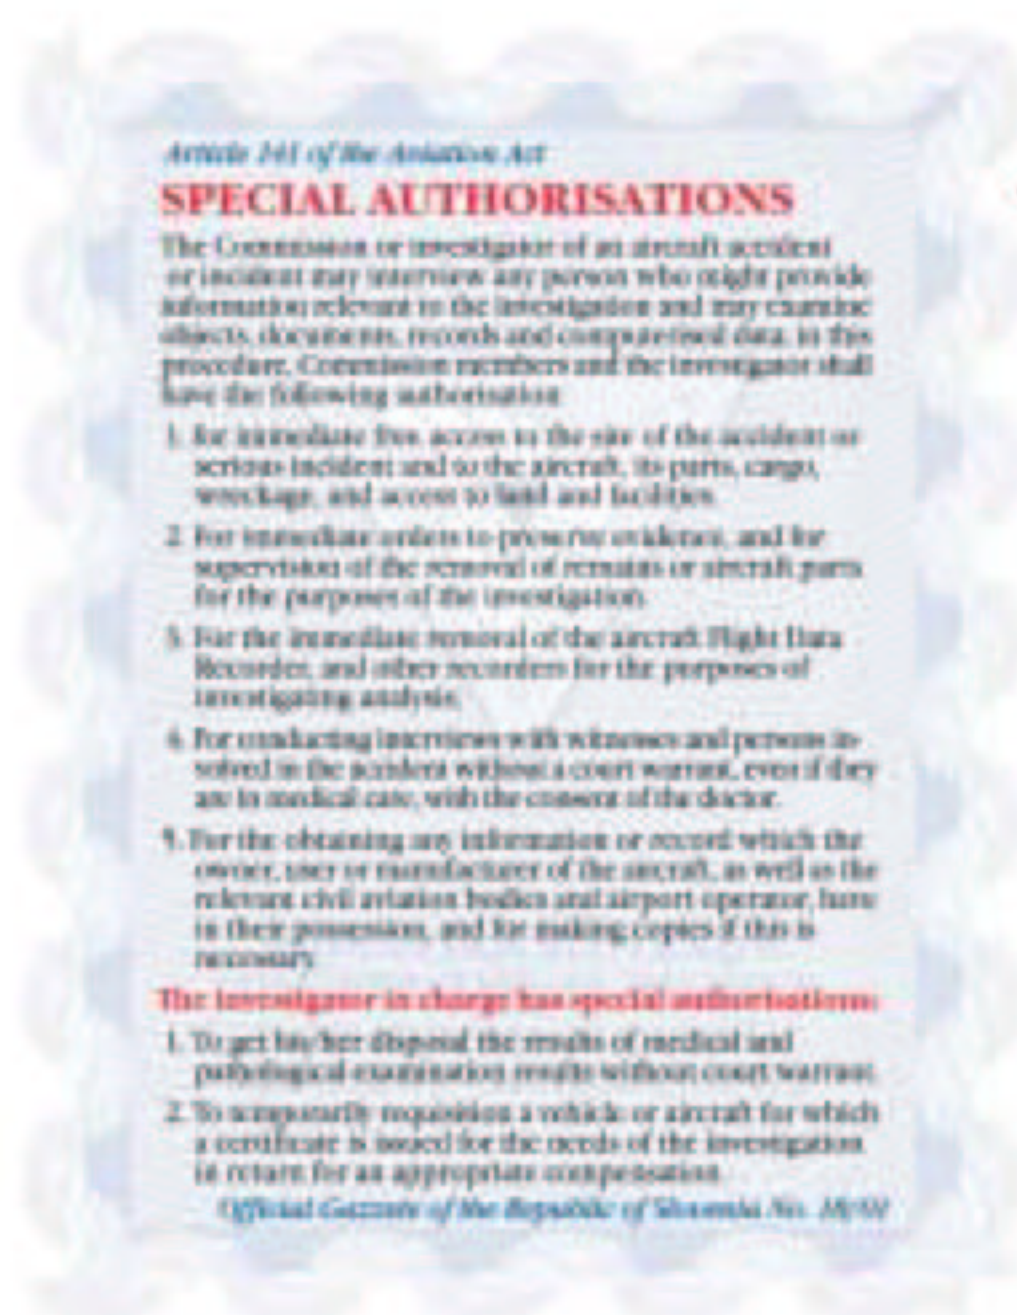 Article 141 of the Aviation Act
SPECIAL AUTHORISATIONS
The Commission or investigator of an aircraft accident
or incident may interview any person who might provide
information relevant to the investigation and may examine
objects, documents, records and computerised data, in this
procedure, Commission members and the investigator shall
have the following authorisation:
1. For immediate free access to the site of the accident or
serious incident and to the aircraft, its parts, cargo,
wreckage, and access to land and facilities.
2. For immediate orders to preserve evidence, and for
supervision of the removal of remains or aircraft parts
for the purposes of the investigation.
3. For the immediate removal of the aircraft Flight Data
Recorder, and other recorders for the purposes of
investigating analysis.
4. For conducting interviews with witnesses and persons in-
volved in the accident without a court warrant, even if they
are in medical care, with the consent of the doctor.
5. For the obtaining any information or record which the
owner, user or manufacturer of the aircraft, as well as the
relevant civil aviation bodies and airport operator, have
in their possession, and for making copies if this is
necessary.
The investigator in charge has special authorisations:
1. To get his/her disposal the results of medical and
pathological examination results without court warrant.
2. To temporarily requisition a vehicle or aircraft for which
a certificate is issued for the needs of the investigation
in return for an appropriate compensation.
Official Gazzette of the Republic of Slovenia No.